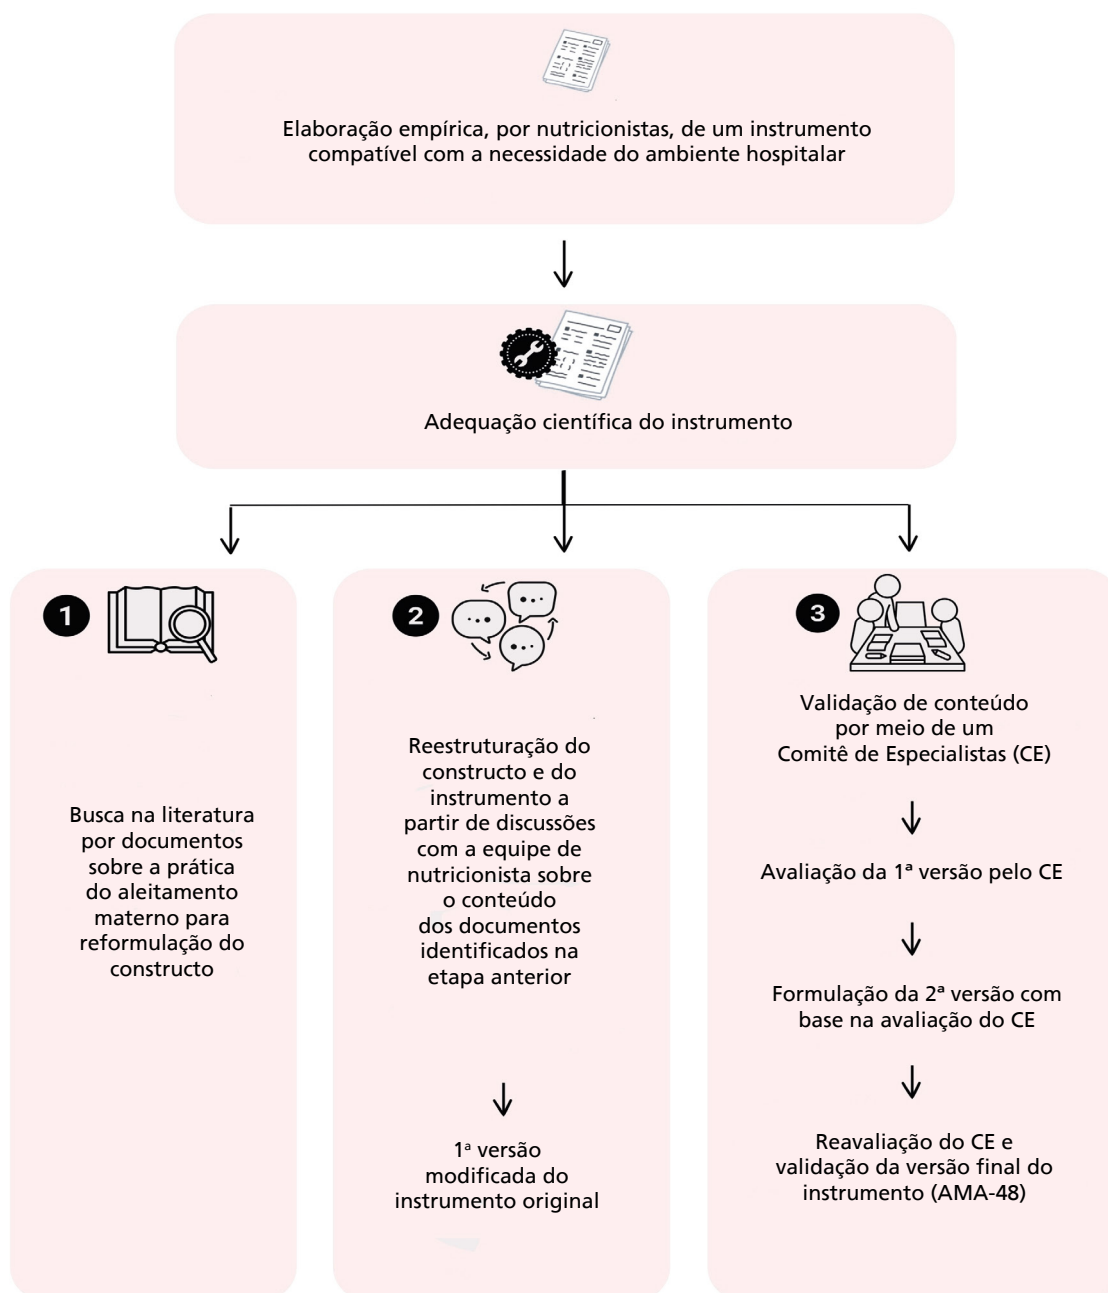 Elaboração empírica, por nutricionistas, de um instrumento
compatível com a necessidade do ambiente hospitalar
Adequação científica do instrumento
1
Busca na literatura
por documentos
sobre a prática
do aleitamento
materno para
reformulação do
constructo
2
Reestruturação do
constructo e do
instrumento a
partir de discussões
com a equipe de
nutricionista sobre
o conteúdo
dos documentos
identificados na
etapa anterior
1ª versão
modificada do
instrumento original
3
Validação de conteúdo
por meio de um
Comitê de Especialistas (CE)
Avaliação da 1ª versão pelo CE
Formulação da 2ª versão com
base na avaliação do CE
Reavaliação do CE e
validação da versão final do
instrumento (AMA-48)